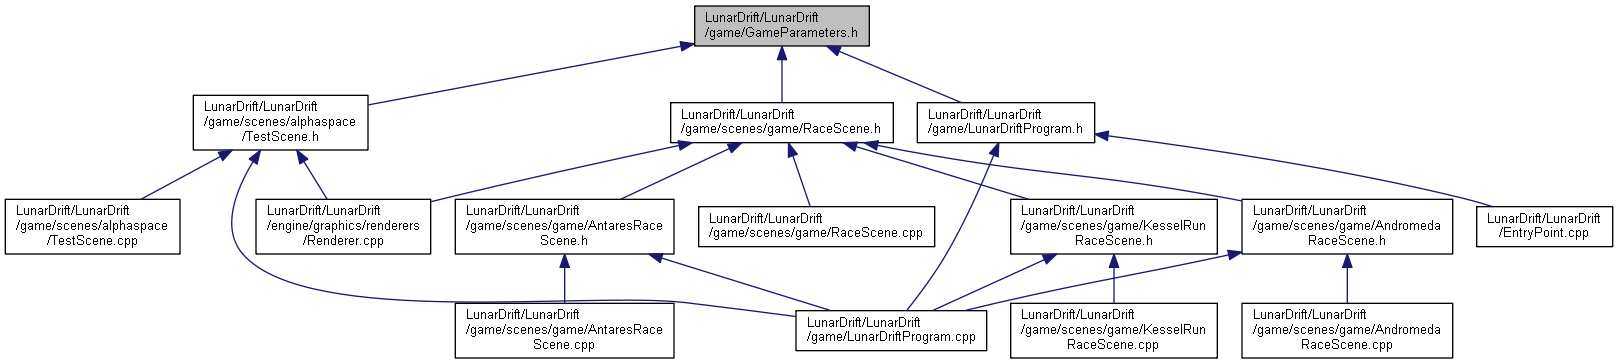 LunarDrift/LunarDrift
/game/GameParameters.h
LunarDrift/LunarDrift
/game/scenes/alphaspace
/TestScene.h
LunarDrift/LunarDrift
/game/scenes/game/RaceScene.h
LunarDrift/LunarDrift
/game/LunarDriftProgram.h
LunarDrift/LunarDrift
/game/scenes/alphaspace
/TestScene.cpp
LunarDrift/LunarDrift
/engine/graphics/renderers
/Renderer.cpp
LunarDrift/LunarDrift
/game/scenes/game/AntaresRace
Scene.h
LunarDrift/LunarDrift
/game/scenes/game/RaceScene.cpp
LunarDrift/LunarDrift
/game/scenes/game/KesselRun
RaceScene.h
LunarDrift/LunarDrift
/game/scenes/game/Andromeda
RaceScene.h
LunarDrift/LunarDrift
/EntryPoint.cpp
LunarDrift/LunarDrift
/game/scenes/game/AntaresRace
Scene.cpp
LunarDrift/LunarDrift
/game/LunarDriftProgram.cpp
LunarDrift/LunarDrift
/game/scenes/game/KesselRun
RaceScene.cpp
LunarDrift/LunarDrift
/game/scenes/game/Andromeda
RaceScene.cpp